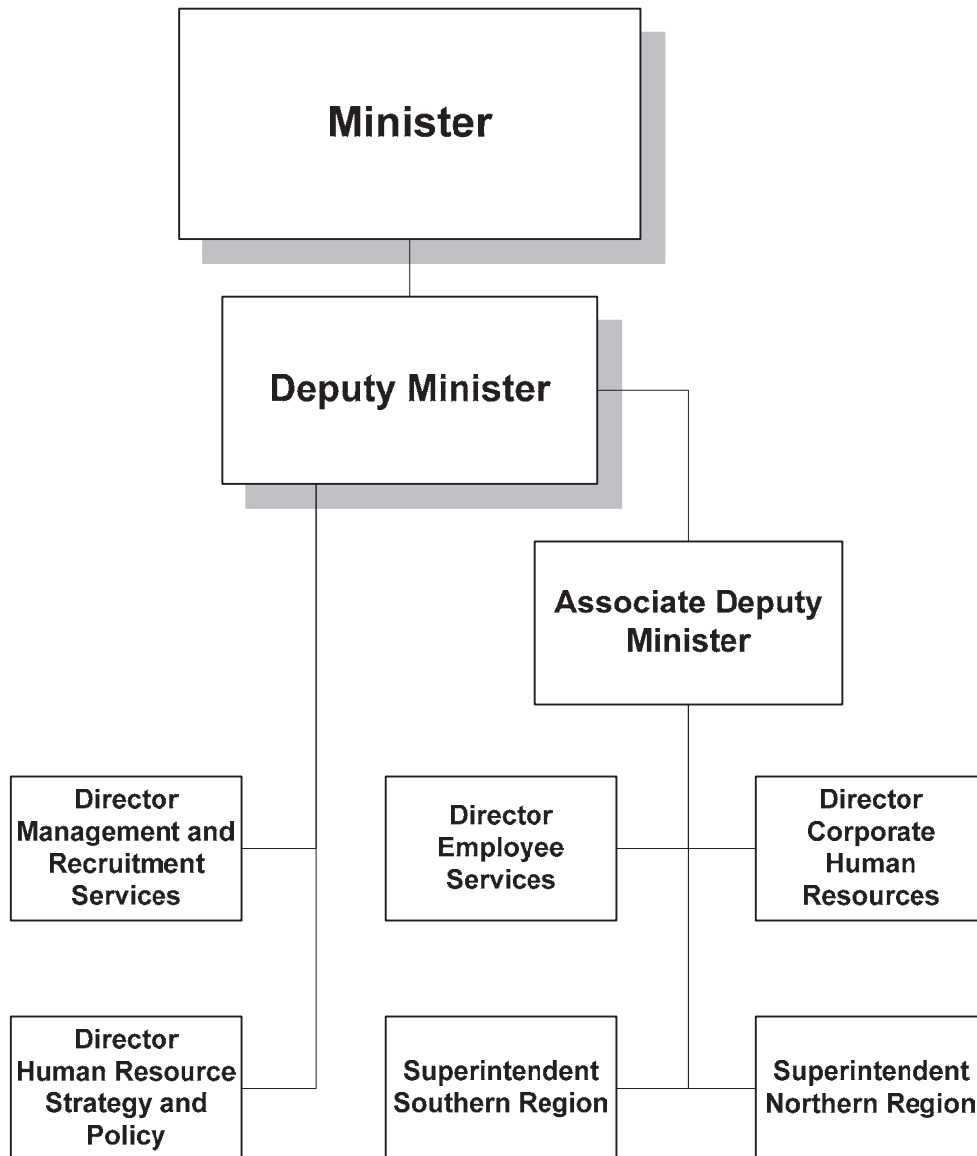 Minister
Deputy Minister
Associate Deputy
Minister
Director
Management and
Recruitment
Services
Director
Employee
Services
Director
Corporate
Human
Resources
Director
Human Resource
Strategy and
Policy
Superintendent
Southern Region
Superintendent
Northern Region